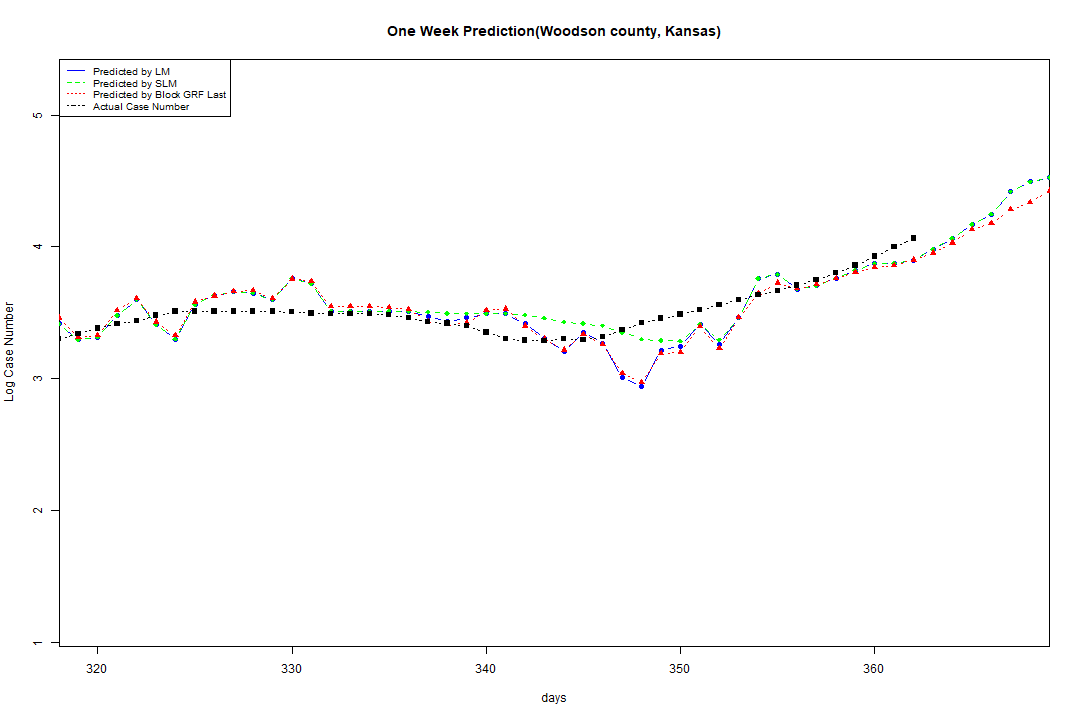 One Week Prediction(Woodson county, Kansas)
Predicted by LM
Predicted by SLM
Predicted by Block GRF Last
Actual Case Number
5
4
3
2
1
Log Case Number
320 330 340 350 360
days